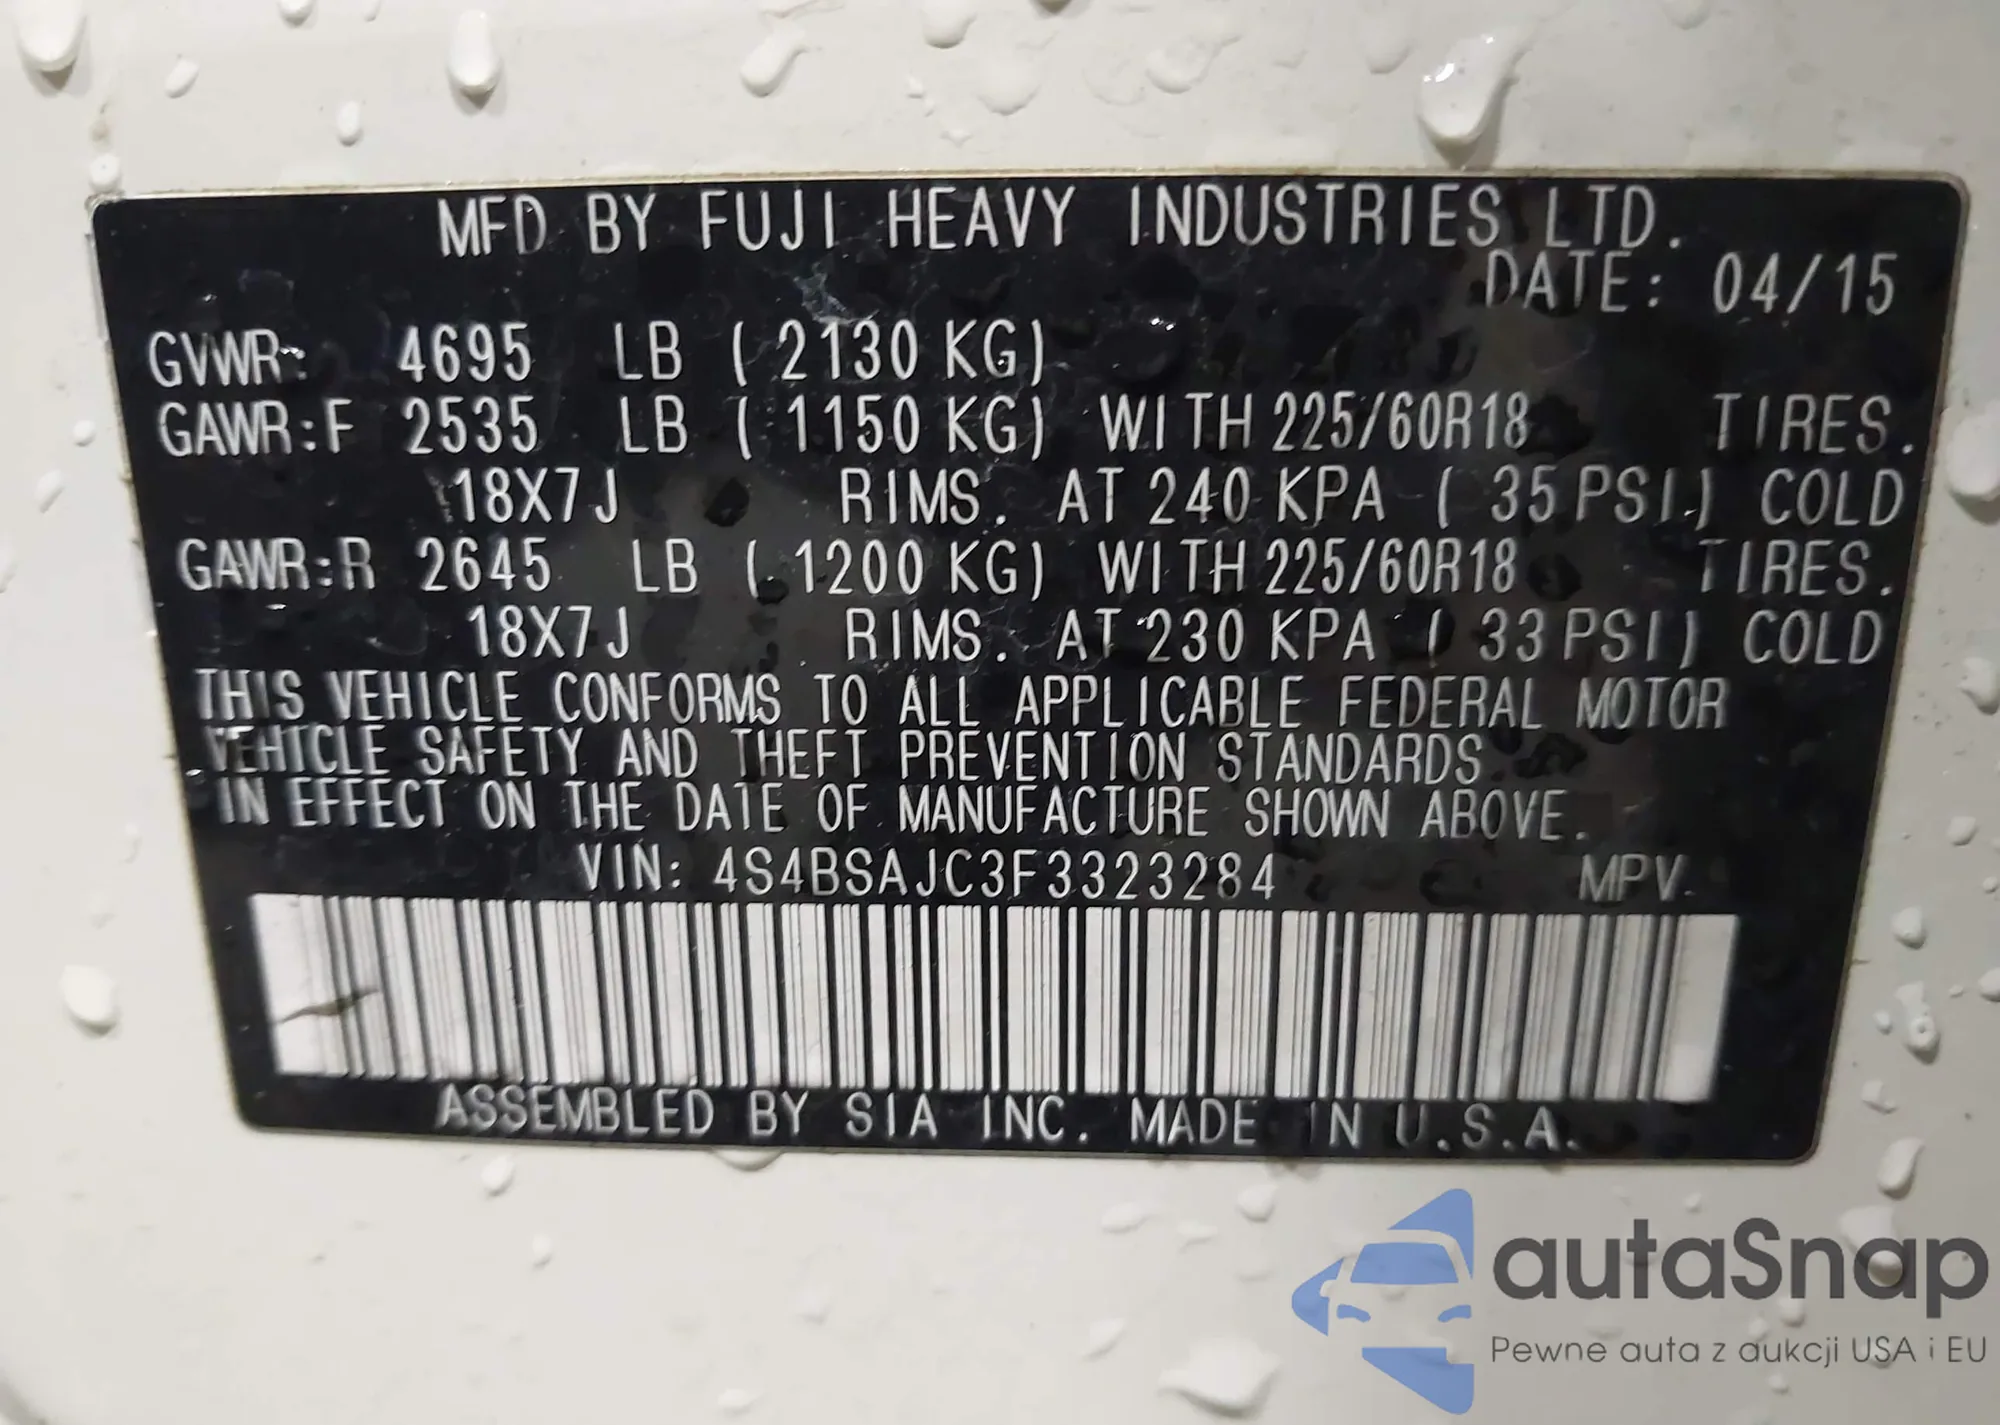 MFD BY FUJI HEAVY INDUSTRIES LTD.
DATE: 04/15
GVWR: 4695 LB ( 2130 KG)
GAWR:F 2535 LB ( 1150 KG) WITH 225/60R18 TIRES.
18X7J RIMS. AT 240 KPA ( 35 PSI) COLD
GAWR:R 2645 LB ( 1200 KG) WITH 225/60R18 TIRES.
18X7J RIMS. AT 230 KPA ( 33 PSI) COLD
THIS VEHICLE CONFORMS TO ALL APPLICABLE FEDERAL MOTOR
VEHICLE SAFETY AND THEFT PREVENTION STANDARDS
IN EFFECT ON THE DATE OF MANUFACTURE SHOWN ABOVE.
VIN: 4S4BSAJC3F3323284 MPV
ASSEMBLED BY SIA INC. MADE IN U.S.A.
autaSnap
Pewne auta z aukcji USA i EU